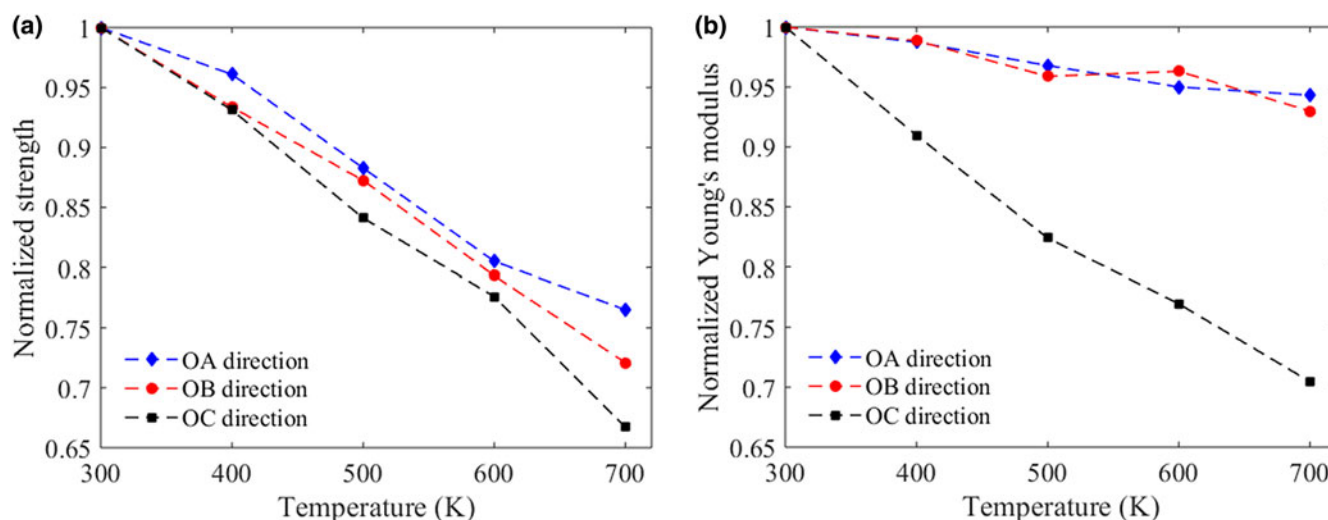 (a)
Normalized strength
1
0.95
0.9
0.85
0.8
0.75
0.7
0.65
OA direction
OB direction
OC direction
300 400 500 600 700
Temperature (K)
(b)
Normalized Young's modulus
1
0.95
0.9
0.85
0.8
0.75
0.7
0.65
OA direction
OB direction
OC direction
300 400 500 600 700
Temperature (K)